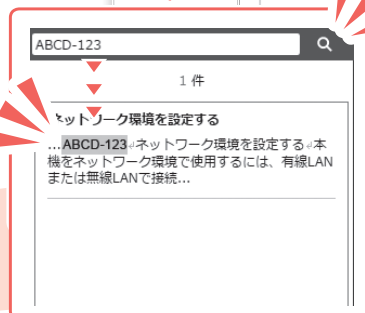 ABCD-123
1 件
ネットワーク環境を設定する
…ABCD-123↵ネットワーク環境を設定する↵本
機をネットワーク環境で使用するには、有線LAN
または無線LANで接続…